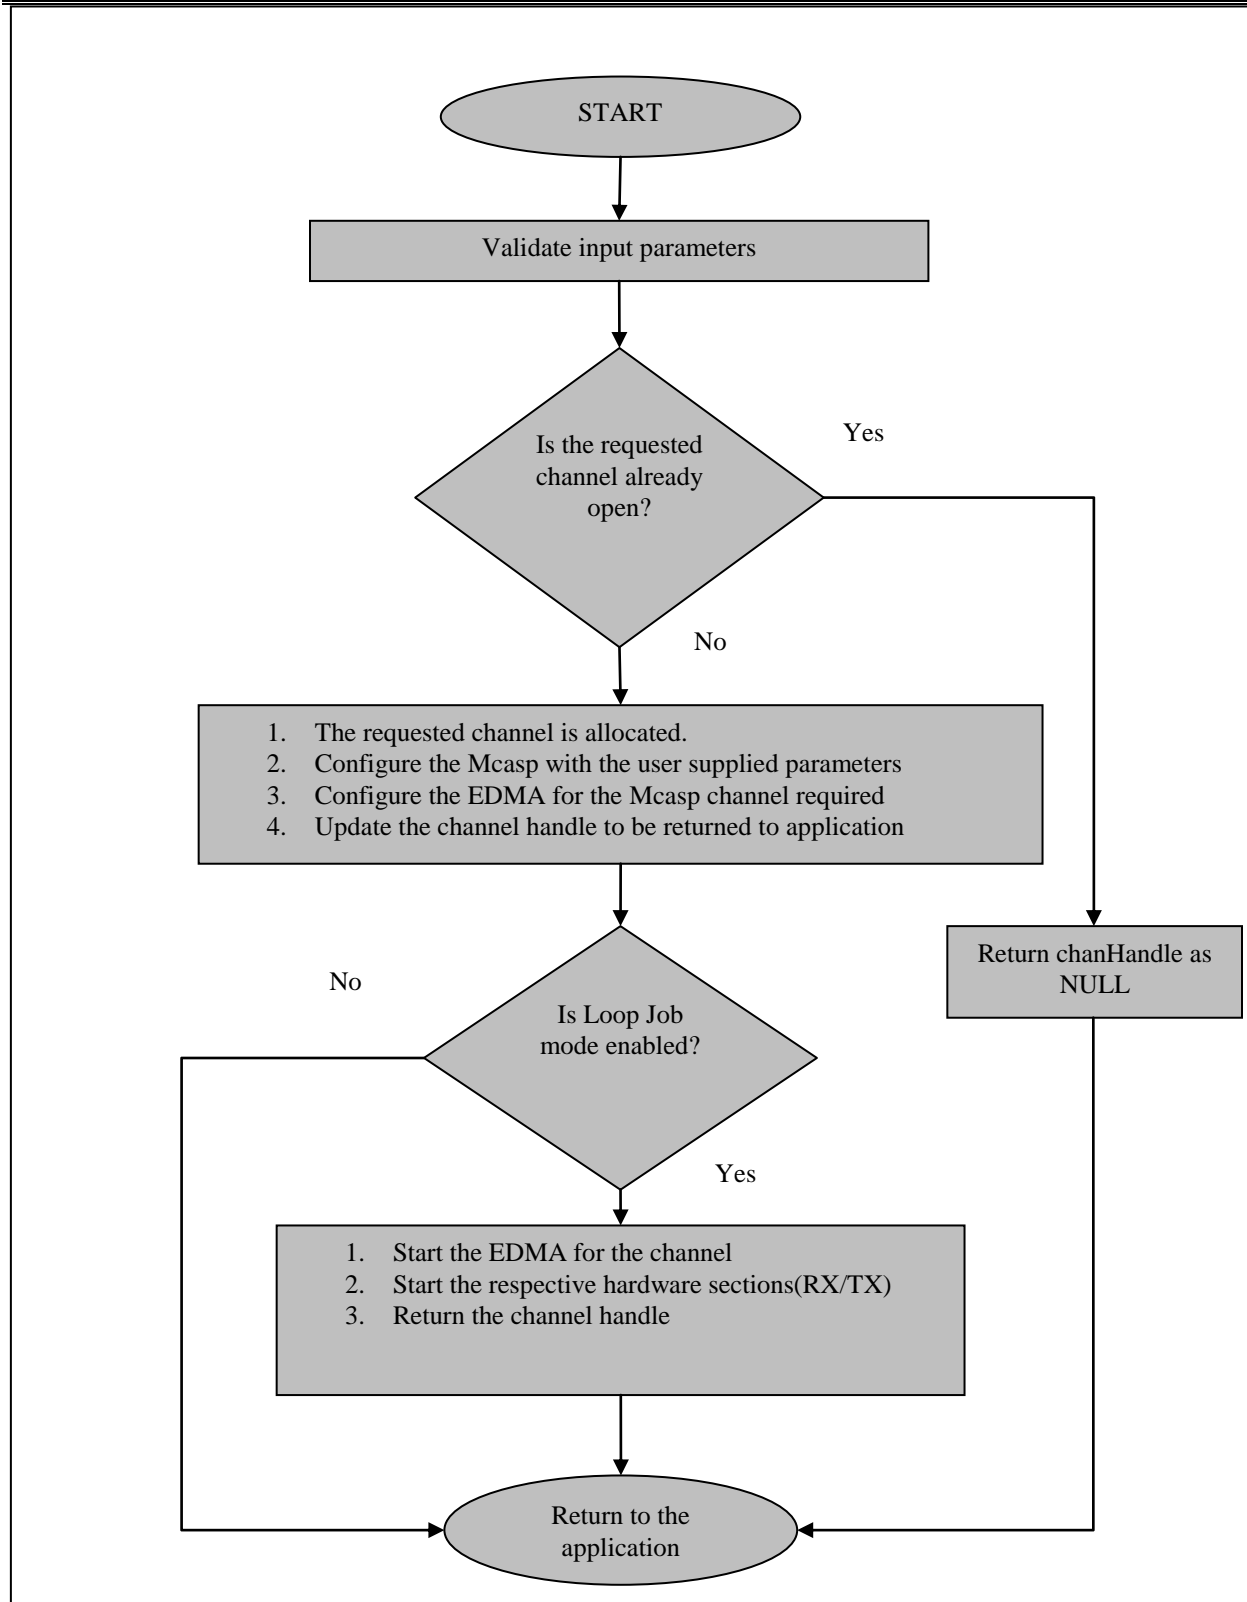 START
Validate input parameters
Is the requested
channel already
open?
Yes
No
1. The requested channel is allocated.
2. Configure the Mcasp with the user supplied parameters
3. Configure the EDMA for the Mcasp channel required
4. Update the channel handle to be returned to application
Return chanHandle as
NULL
No
Is Loop Job
mode enabled?
Yes
1. Start the EDMA for the channel
2. Start the respective hardware sections(RX/TX)
3. Return the channel handle
Return to the
application